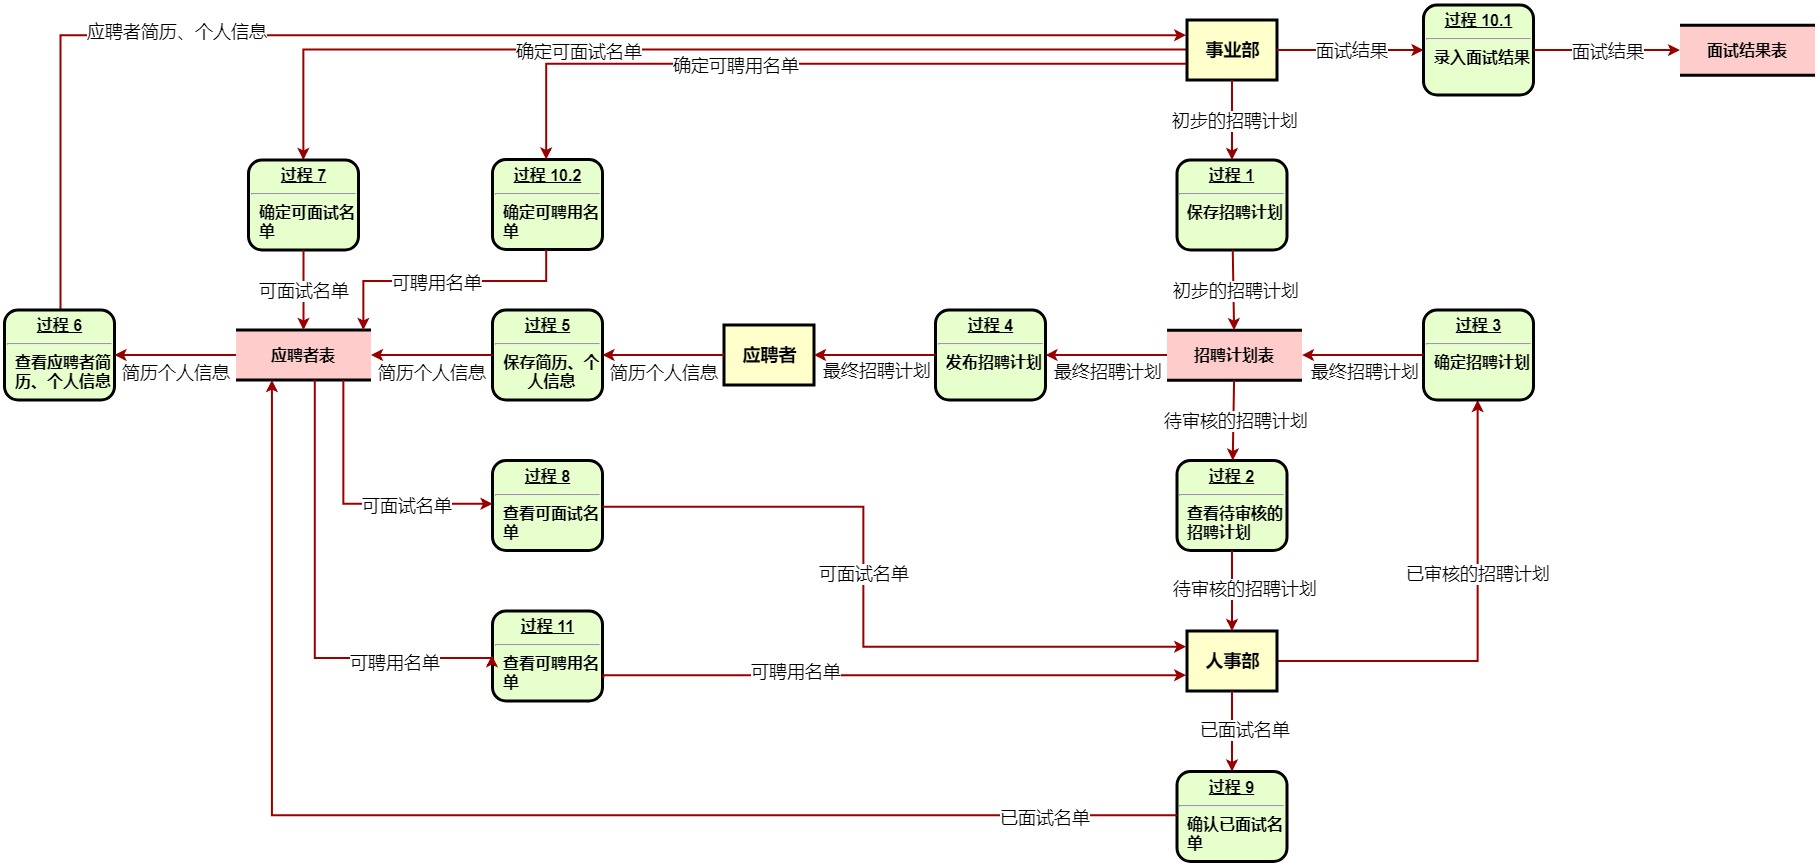 应聘者简历、个人信息
确定可面试名单
确定可聘用名单
事业部
面试结果
过程 10.1
录入面试结果
面试结果
面试结果表
初步的招聘计划
过程 7
确定可面试名
单
过程 10.2
确定可聘用名
单
过程 1
保存招聘计划
可面试名单
可聘用名单
初步的招聘计划
过程 6
查看应聘者简
历、个人信息
简历个人信息
应聘者表
简历个人信息
过程 5
保存简历、个
人信息
简历个人信息
应聘者
最终招聘计划
过程 4
发布招聘计划
最终招聘计划
招聘计划表
最终招聘计划
过程 3
确定招聘计划
待审核的招聘计划
可面试名单
过程 8
查看可面试名
单
过程 2
查看待审核的
招聘计划
可面试名单
待审核的招聘计划
已审核的招聘计划
可聘用名单
过程 11
查看可聘用名
单
可聘用名单
人事部
已面试名单
已面试名单
过程 9
确认已面试名
单